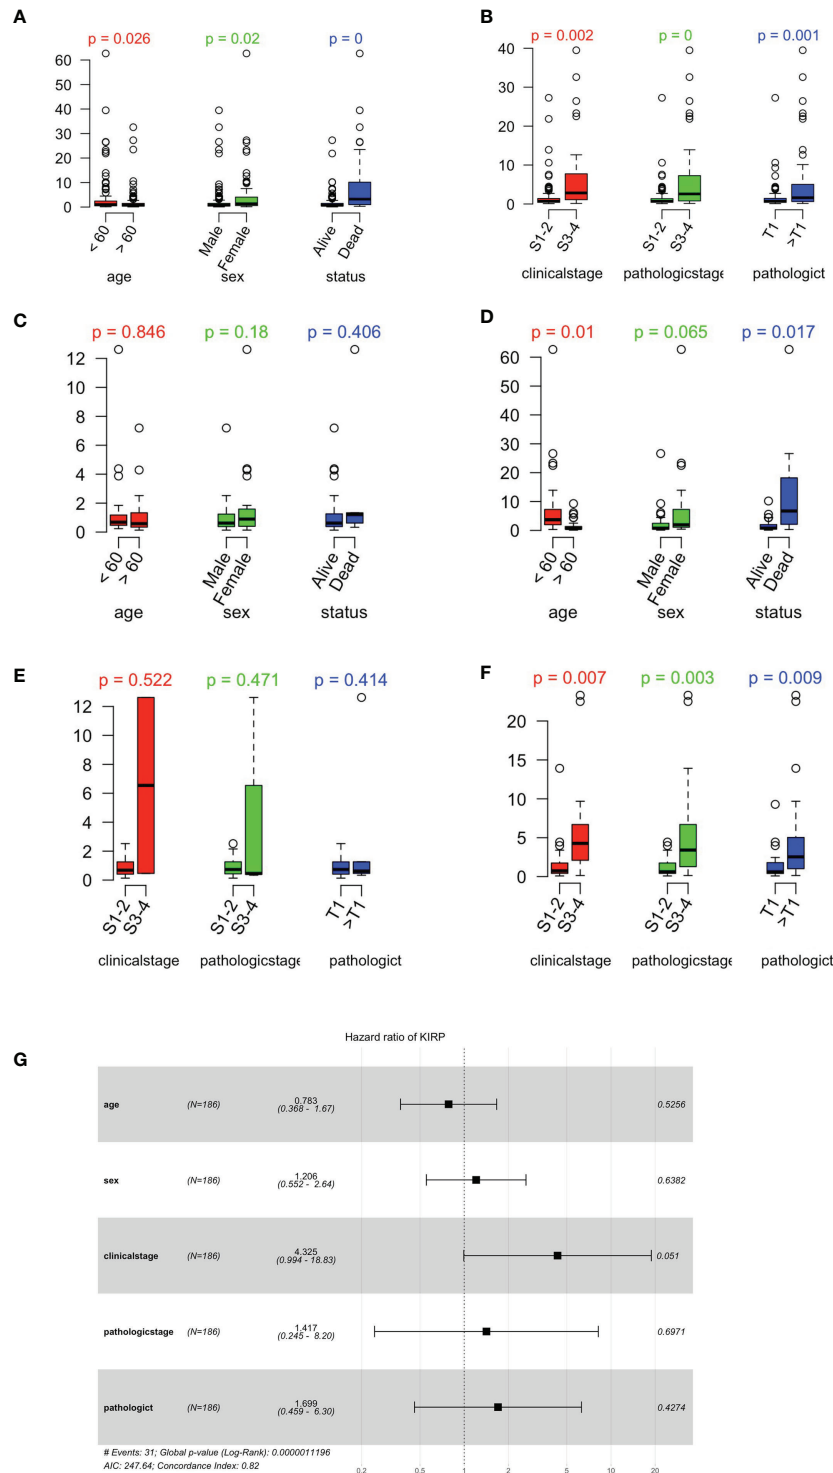 A
p = 0.026 p = 0.02 p = 0
60
50
40
30
20
10
0
< 60 > 60 Male Female Alive Dead
age sex status
B
p = 0.002 p = 0 p = 0.001
40
30
20
10
0
S1-2 S3-4 S1-2 S3-4 T1 >T1
clinicalstage pathologicstage pathologict
C
p = 0.846 p = 0.18 p = 0.406
12
10
8
6
4
2
0
< 60 > 60 Male Female Alive Dead
age sex status
D
p = 0.01 p = 0.065 p = 0.017
60
50
40
30
20
10
0
< 60 > 60 Male Female Alive Dead
age sex status
E
p = 0.522 p = 0.471 p = 0.414
12
10
8
6
4
2
0
S1-2 S3-4 S1-2 S3-4 T1 >T1
clinicalstage pathologicstage pathologict
F
p = 0.007 p = 0.003 p = 0.009
20
15
10
5
0
S1-2 S3-4 S1-2 S3-4 T1 >T1
clinicalstage pathologicstage pathologict
G
Hazard ratio of KIRP
age (N=186) 0.783 0.5256
(0.368 - 1.67)
sex (N=186) 1.206 0.6382
(0.552 - 2.64)
clinicalstage (N=186) 4.325 0.051
(0.994 - 18.83)
pathologicstage (N=186) 1.417 0.6971
(0.245 - 8.20)
pathologict (N=186) 1.699 0.4274
(0.459 - 6.30)
# Events: 31; Global p-value (Log-Rank): 0.0000011196
AIC: 247.64; Concordance Index: 0.82
0.2 0.5 1 2 5 10 20